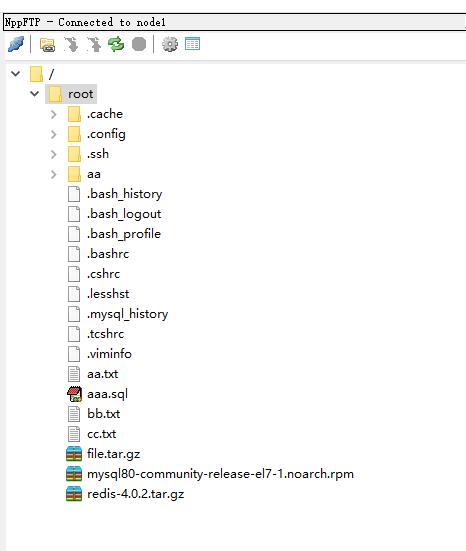 NppFTP - Connected to node1
/
root
.cache
.config
.ssh
aa
.bash_history
.bash_logout
.bash_profile
.bashrc
.cshrc
.lesshst
.mysql_history
.tcshrc
.viminfo
aa.txt
aaa.sql
bb.txt
cc.txt
file.tar.gz
mysql80-community-release-el7-1.noarch.rpm
redis-4.0.2.tar.gz